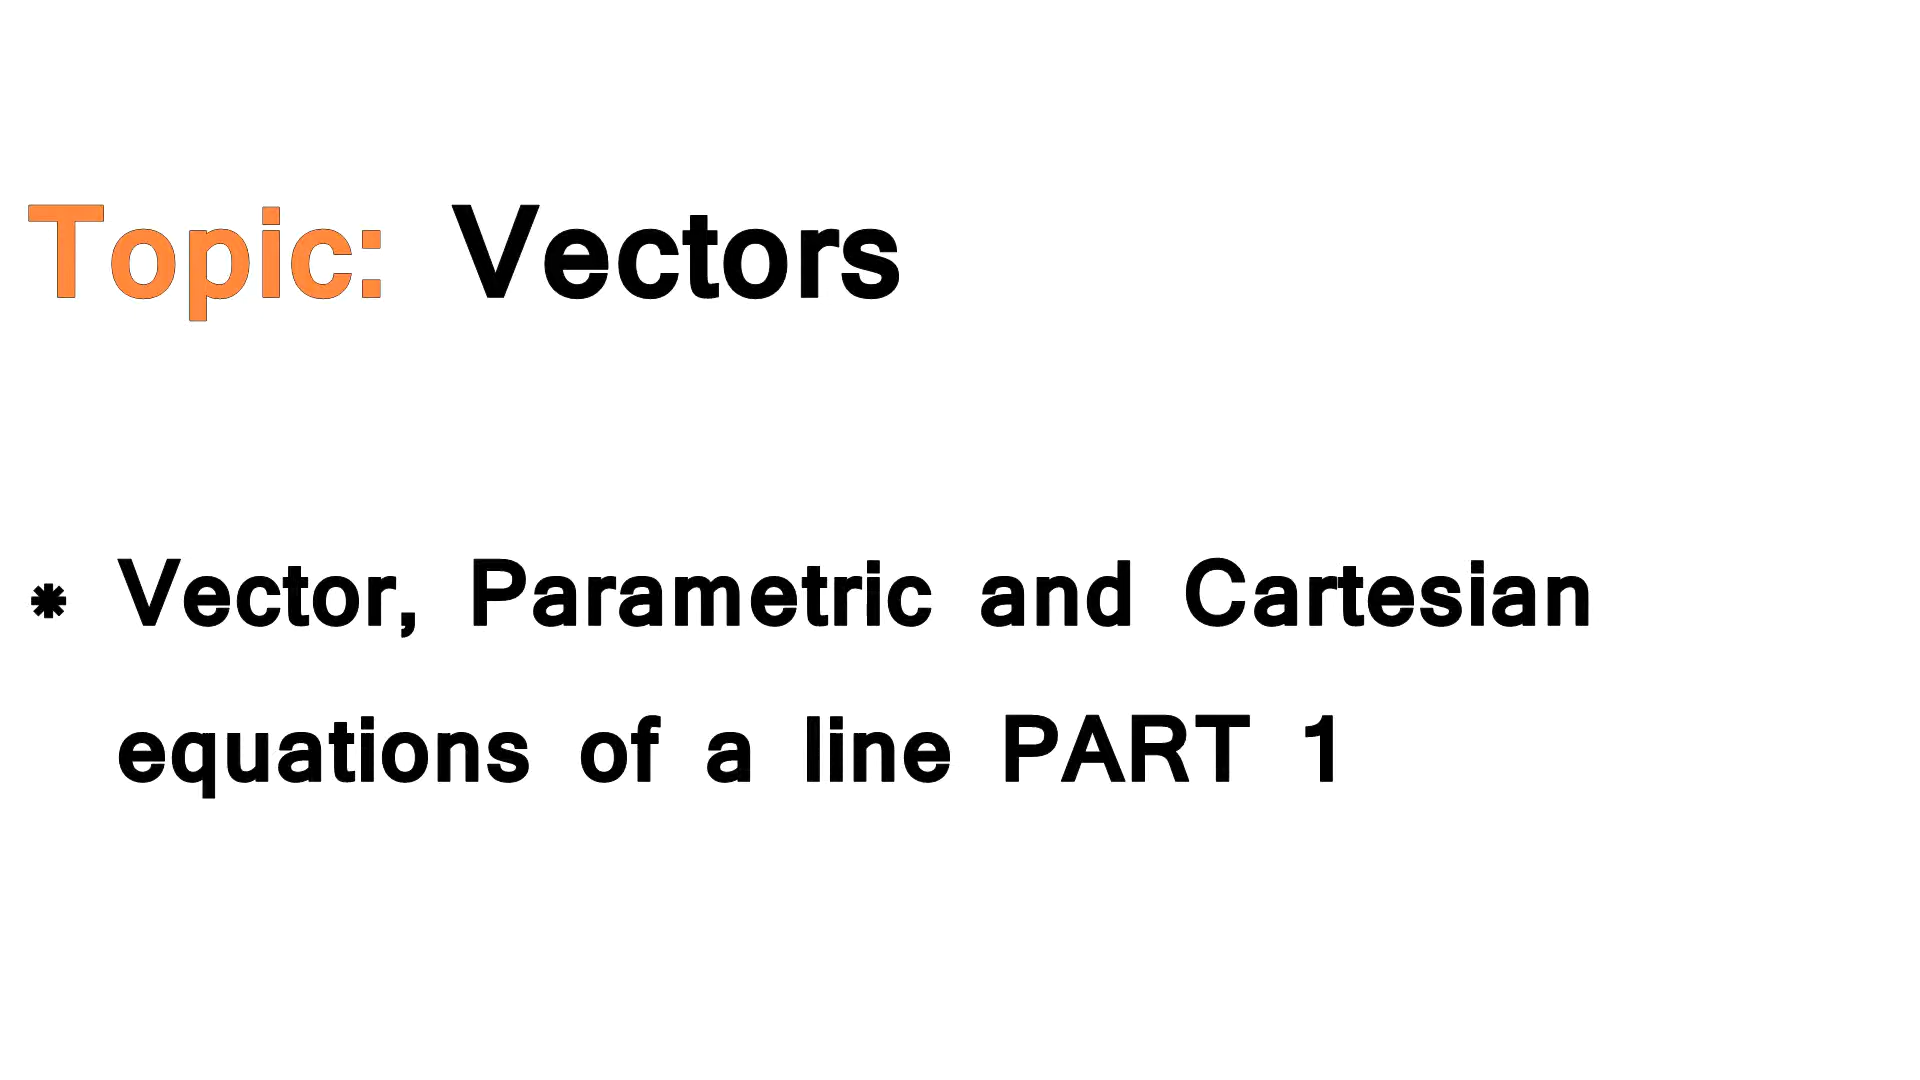 Topic: Vectors
* Vector, Parametric and Cartesian
equations of a line PART 1